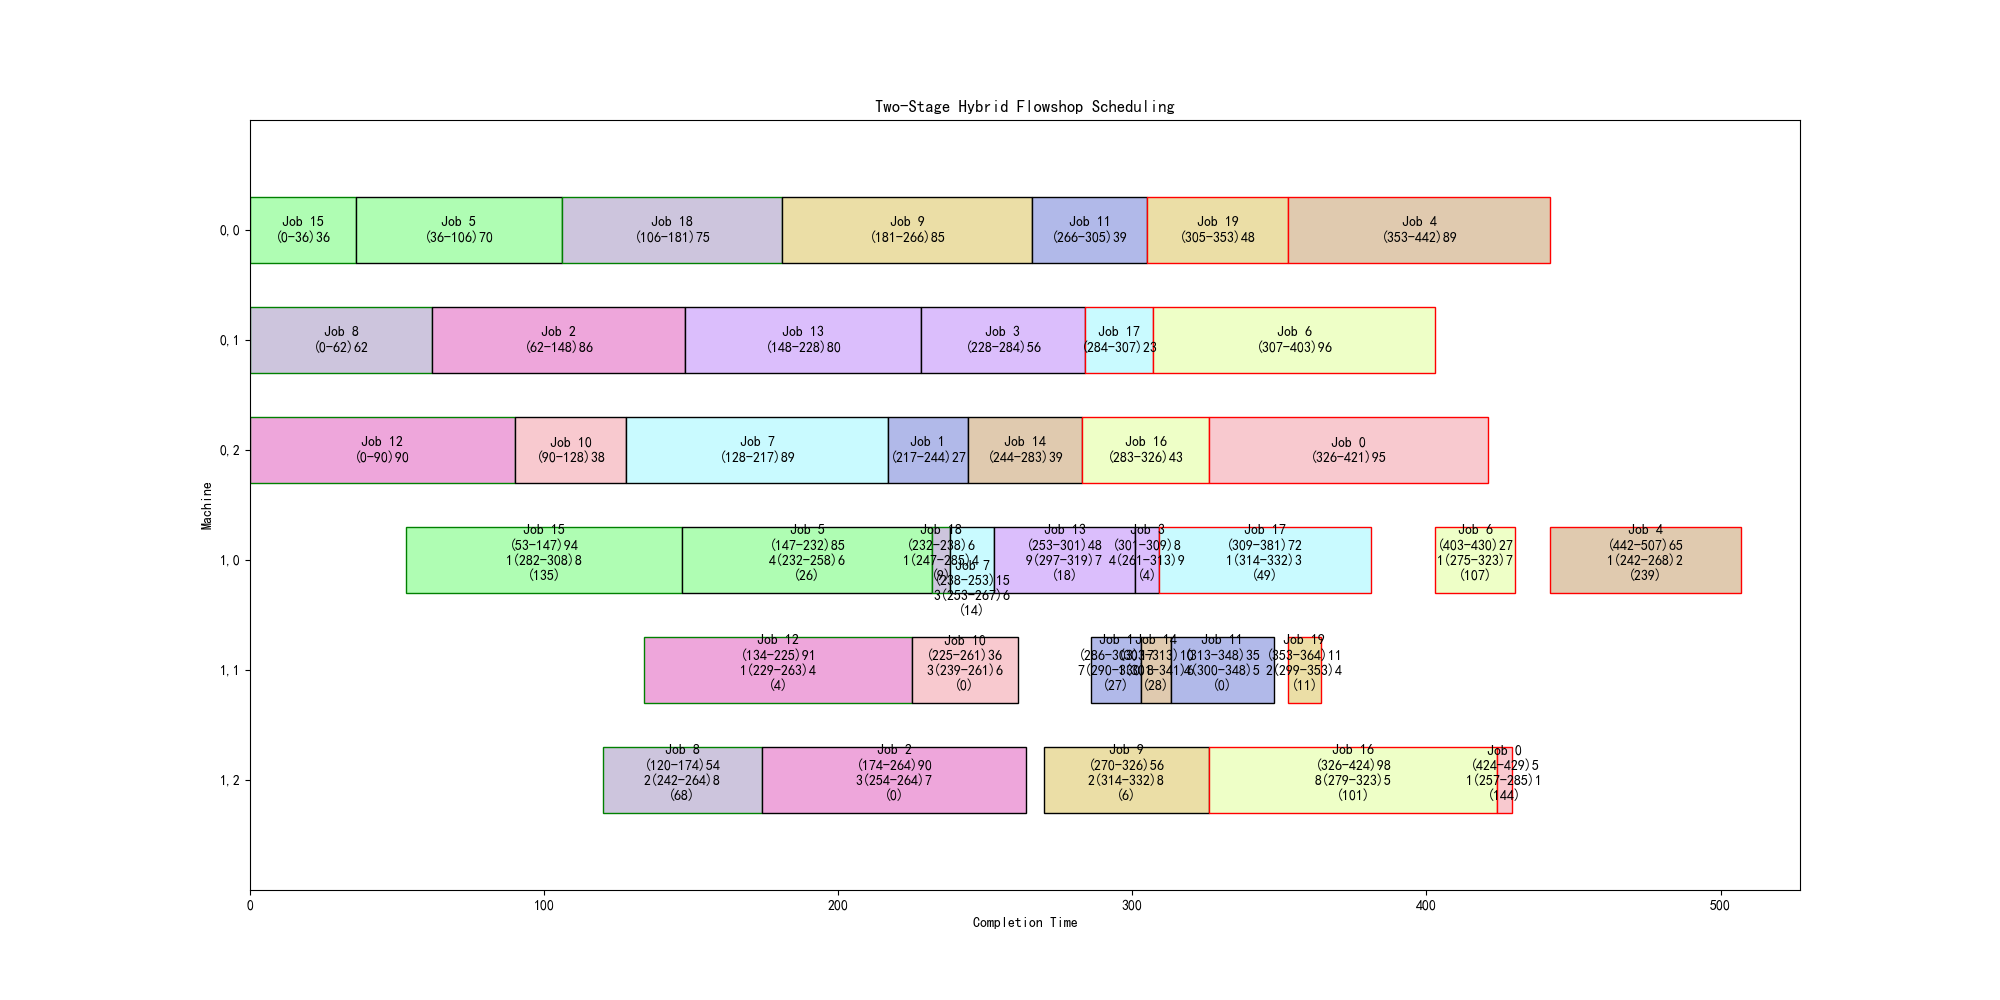 Two-Stage Hybrid Flowshop Scheduling
Machine
0,0
Job 15
(0-36)36
Job 5
(36-106)70
Job 18
(106-181)75
Job 9
(181-266)85
Job 11
(266-305)39
Job 19
(305-353)48
Job 4
(353-442)89
0,1
Job 8
(0-62)62
Job 2
(62-148)86
Job 13
(148-228)80
Job 3
(228-284)56
Job 17
(284-307)23
Job 6
(307-403)96
0,2
Job 12
(0-90)90
Job 10
(90-128)38
Job 7
(128-217)89
Job 1
(217-244)27
Job 14
(244-283)39
Job 16
(283-326)43
Job 0
(326-421)95
1,0
Job 15
(53-147)94
1(282-308)8
(135)
Job 5
(147-232)85
4(232-258)6
(26)
Job 18
(232-238)6
1(247-285)4
(9)
Job 7
(238-253)15
3(253-267)6
(14)
Job 13
(253-301)48
9(297-319)7
(18)
Job 3
(301-309)8
4(261-313)9
(4)
Job 17
(309-381)72
1(314-332)3
(49)
Job 6
(403-430)27
1(275-323)7
(107)
Job 4
(442-507)65
1(242-268)2
(239)
1,1
Job 12
(134-225)91
1(229-263)4
(4)
Job 10
(225-261)36
3(239-261)6
(0)
Job 1
(286-303)17
(27)
Job 14
(303-313)10
(28)
Job 11
(313-348)35
(300-348)5
(0)
Job 19
(353-364)11
2(299-353)4
(11)
1,2
Job 8
(120-174)54
2(242-264)8
(68)
Job 2
(174-264)90
3(254-264)7
(0)
Job 9
(270-326)56
2(314-332)8
(6)
Job 16
(326-424)98
8(279-323)5
(101)
Job 0
(424-429)5
1(257-285)1
(144)
0
100
200
300
400
500
Completion Time